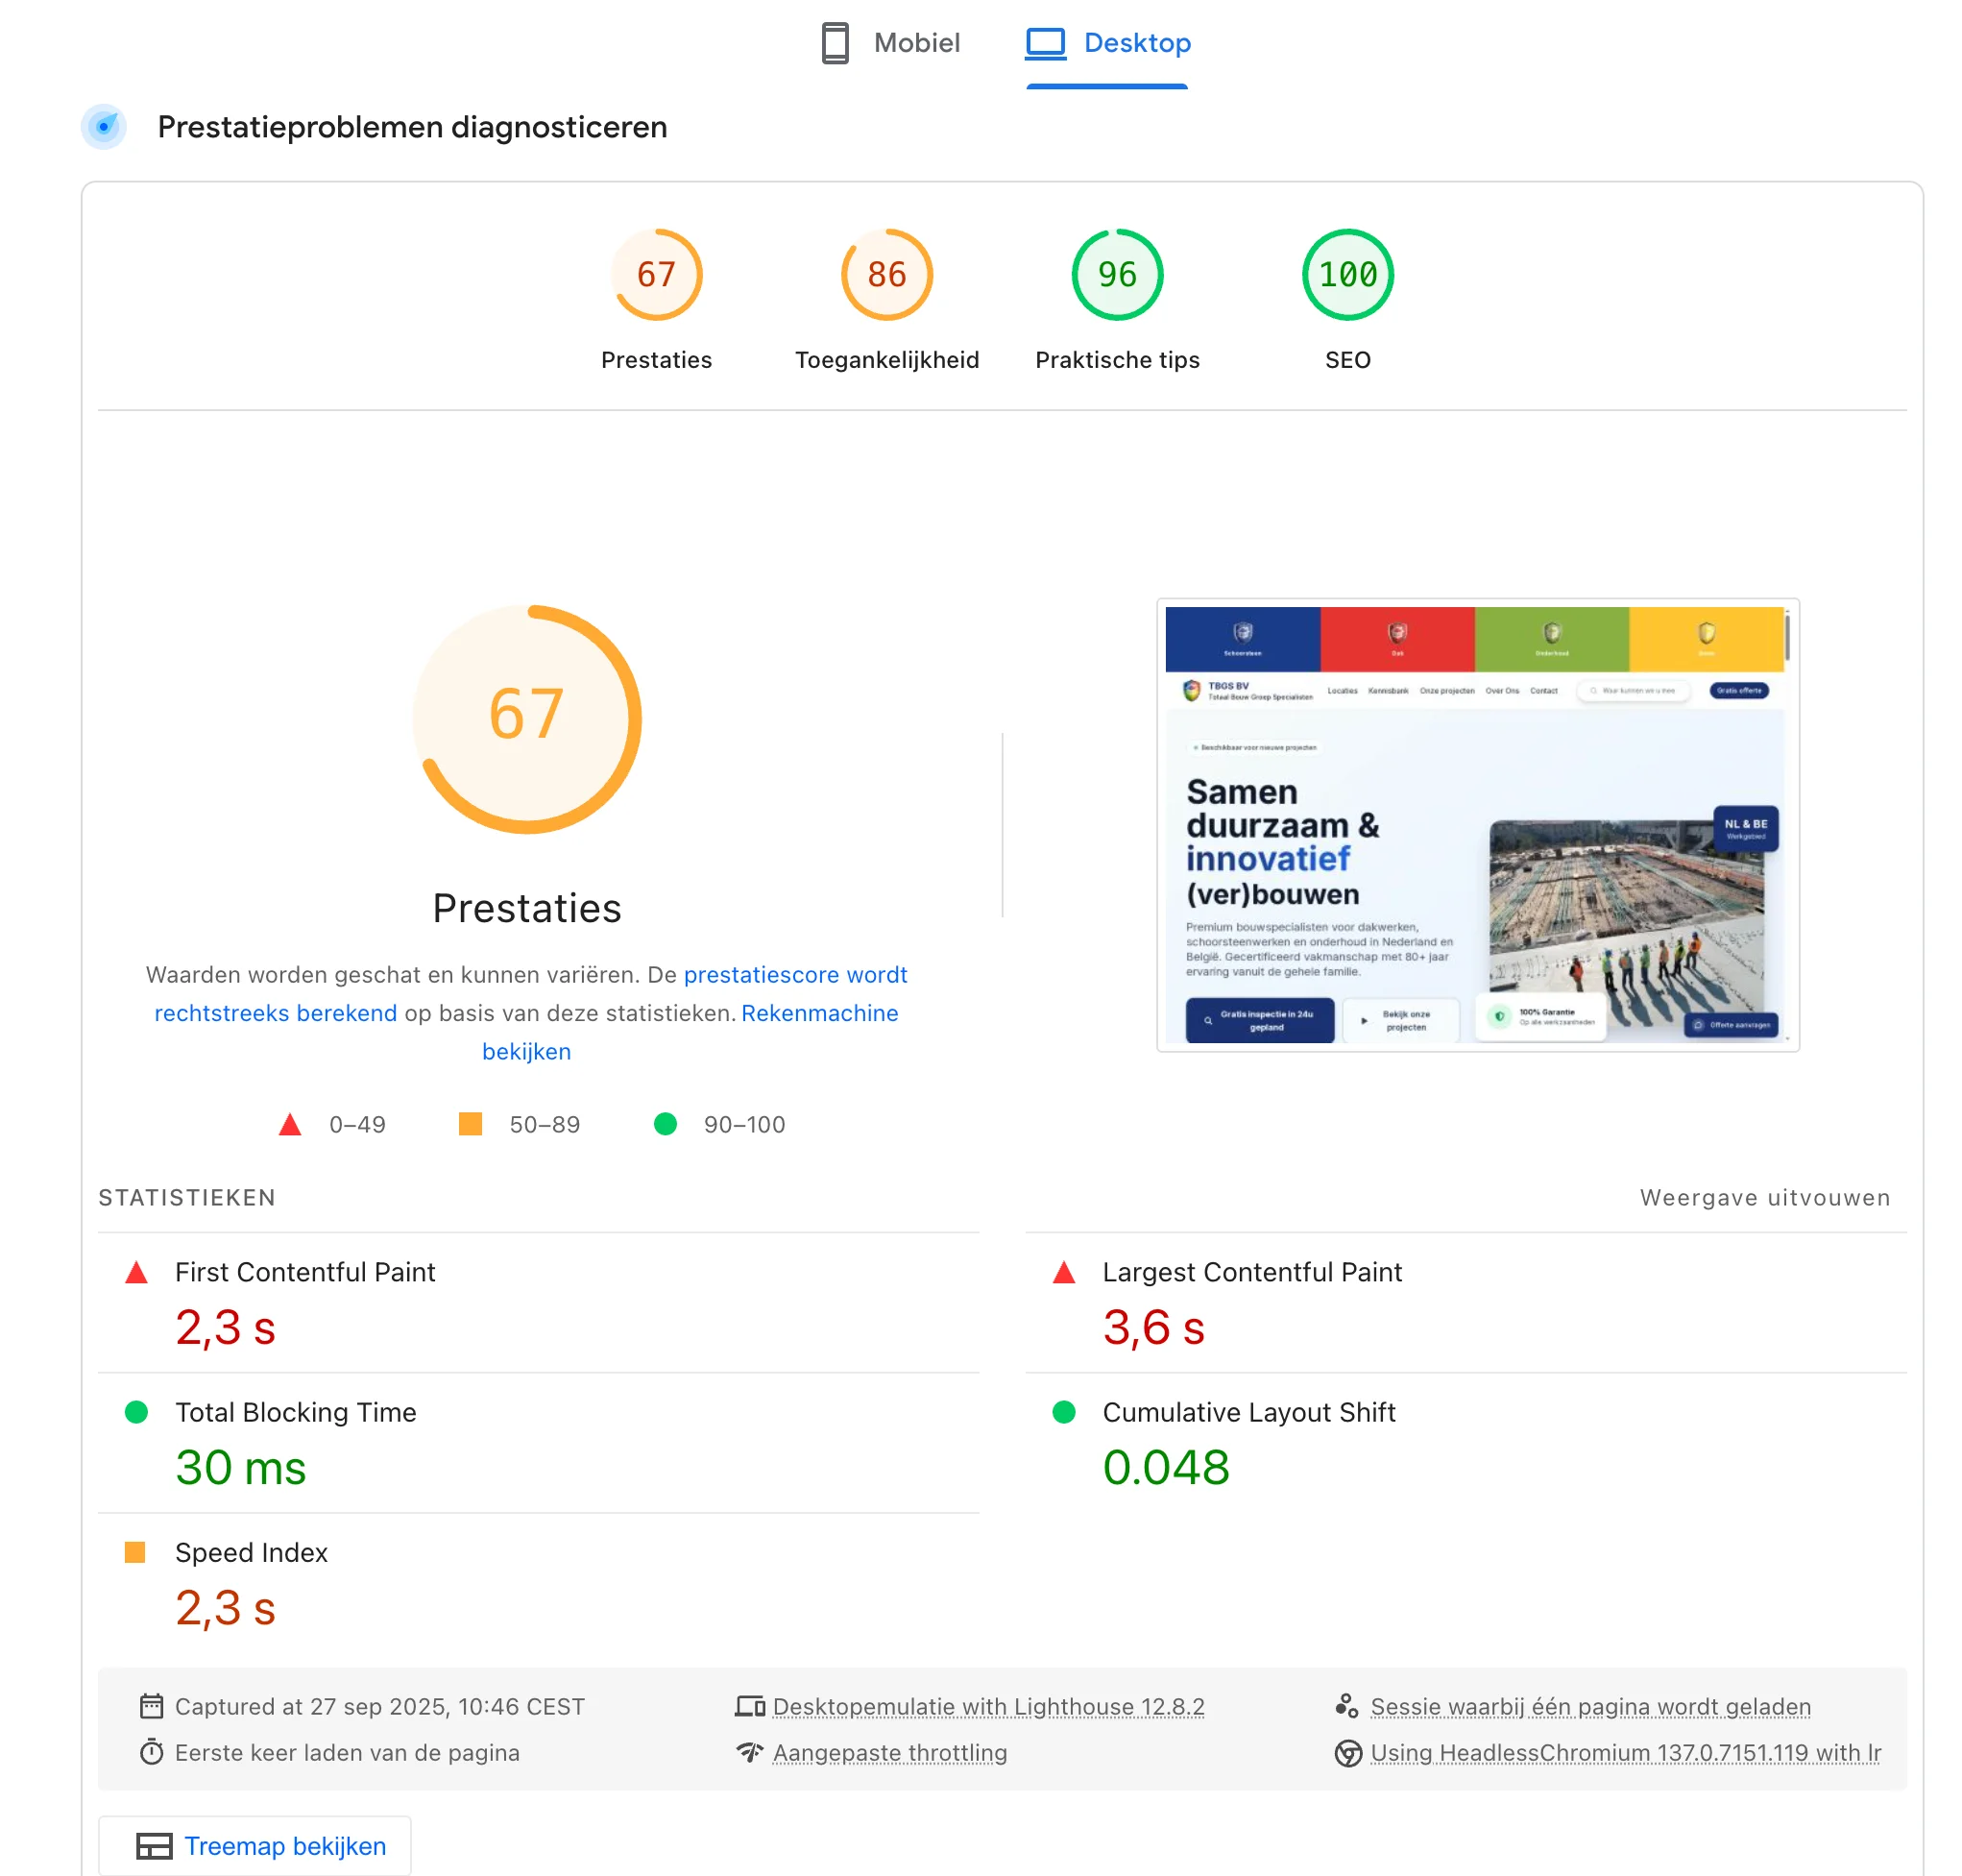 Mobiel
Desktop
Prestatieproblemen diagnosticeren
67
86
96
100
Prestaties
Toegankelijkheid
Praktische tips
SEO
67
Prestaties
Waarden worden geschat en kunnen variëren. De prestatiescore wordt
rechtstreeks berekend op basis van deze statistieken. Rekenmachine
bekijken
0–49
50–89
90–100
Schoorsteen
Dak
Onderhoud
TBGS BV
Totaal Bouw Groep Specialisten
Locaties
Kennisbank
Onze projecten
Over Ons
Contact
Gratis offerte
Beschikbaar voor nieuwe projecten
Samen
duurzaam &
innovatief
(ver)bouwen
Premium bouwspecialisten voor dakwerken,
schoorsteenwerken en onderhoud in Nederland en
België. Gecertificeerd vakmanschap met 80+ jaar
ervaring vanuit de gehele familie.
NL & BE
Werkgebied
Gratis inspectie in 24u
gepland
Bekijk onze
projecten
100% Garantie
Op alle werkzaamheden
Offerte aanvragen
STATISTIEKEN
Weergave uitvouwen
First Contentful Paint
2,3 s
Largest Contentful Paint
3,6 s
Total Blocking Time
30 ms
Cumulative Layout Shift
0.048
Speed Index
2,3 s
Captured at 27 sep 2025, 10:46 CEST
Desktopemulatie with Lighthouse 12.8.2
Sessie waarbij één pagina wordt geladen
Eerste keer laden van de pagina
Aangepaste throttling
Using HeadlessChromium 137.0.7151.119 with lr
Treemap bekijken